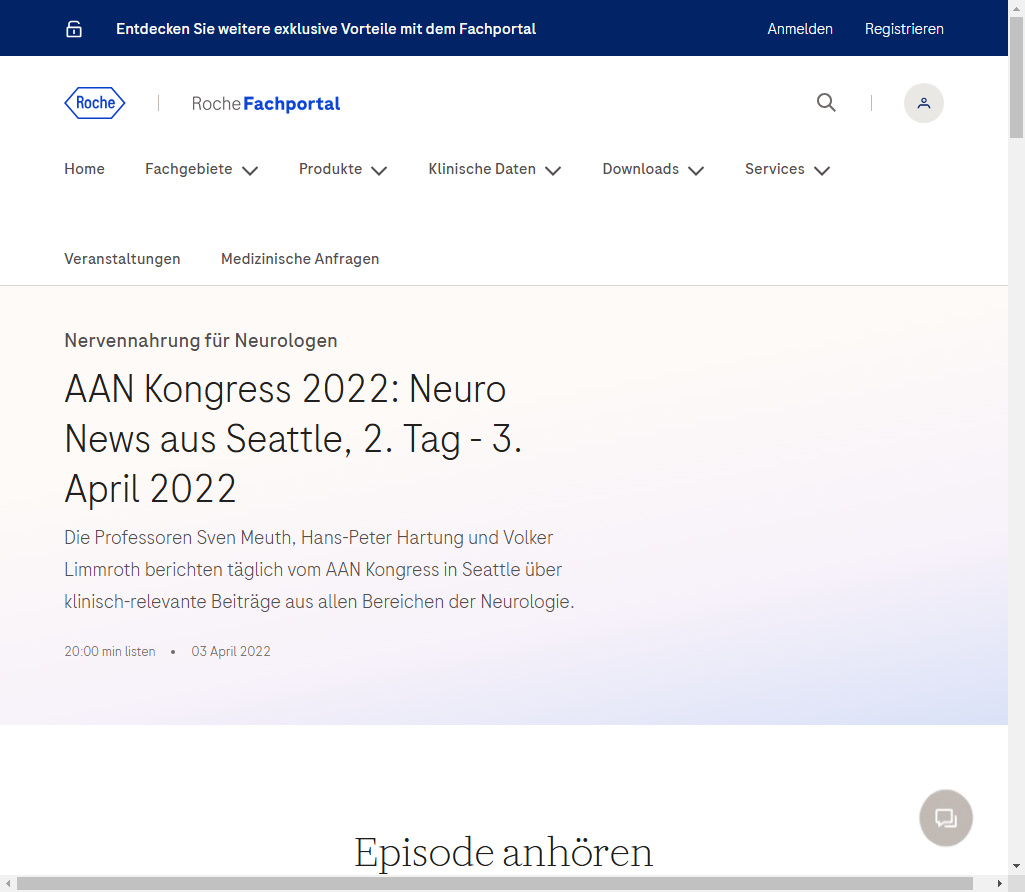 Entdecken Sie weitere exklusive Vorteile mit dem Fachportal
Anmelden
Registrieren
Roche
Roche Fachportal
Home
Fachgebiete
Produkte
Klinische Daten
Downloads
Services
Veranstaltungen
Medizinische Anfragen
Nervennahrung für Neurologen
AAN Kongress 2022: Neuro
News aus Seattle, 2. Tag - 3.
April 2022
Die Professoren Sven Meuth, Hans-Peter Hartung und Volker
Limmroth berichten täglich vom AAN Kongress in Seattle über
klinisch-relevante Beiträge aus allen Bereichen der Neurologie.
20:00 min listen • 03 April 2022
Episode anhören